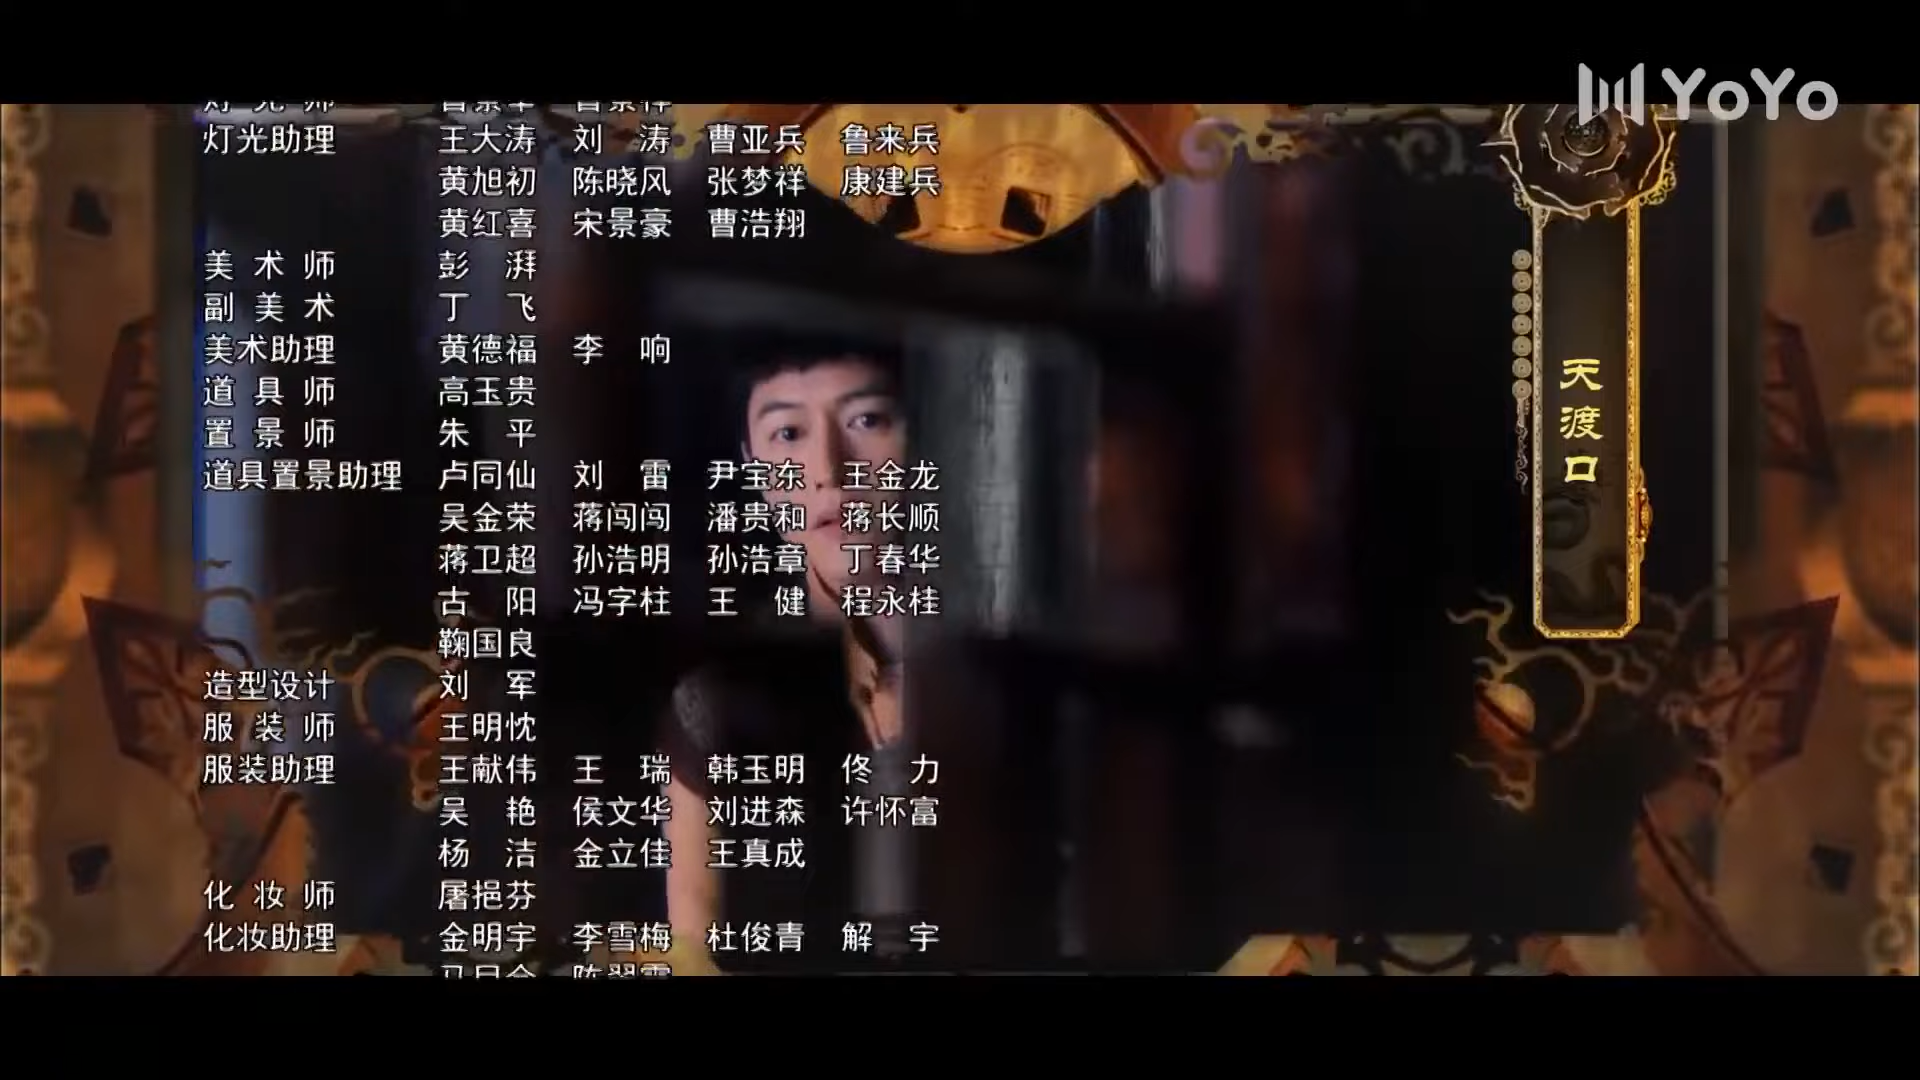 YoYo
灯光助理 王大涛 刘 涛 曹亚兵 鲁来兵
黄旭初 陈晓风 张梦祥 康建兵
黄红喜 宋景豪 曹浩翔
美术师 彭 湃
副美术 丁 飞
美术助理 黄德福 李 响
道具师 高玉贵
置景师 朱 平
道具置景助理 卢同仙 刘 雷 尹宝东 王金龙
吴金荣 蒋闯闯 潘贵和 蒋长顺
蒋卫超 孙浩明 孙浩章 丁春华
古 阳 冯字柱 王 健 程永桂
鞠国良
造型设计 刘 军
服装师 王明忱
服装助理 王献伟 王 瑞 韩玉明 佟 力
吴 艳 侯文华 刘进森 许怀富
杨 洁 金立佳 王真成
化妆师 屠挹芬
化妆助理 金明宇 李雪梅 杜俊青 解 宇
天渡口